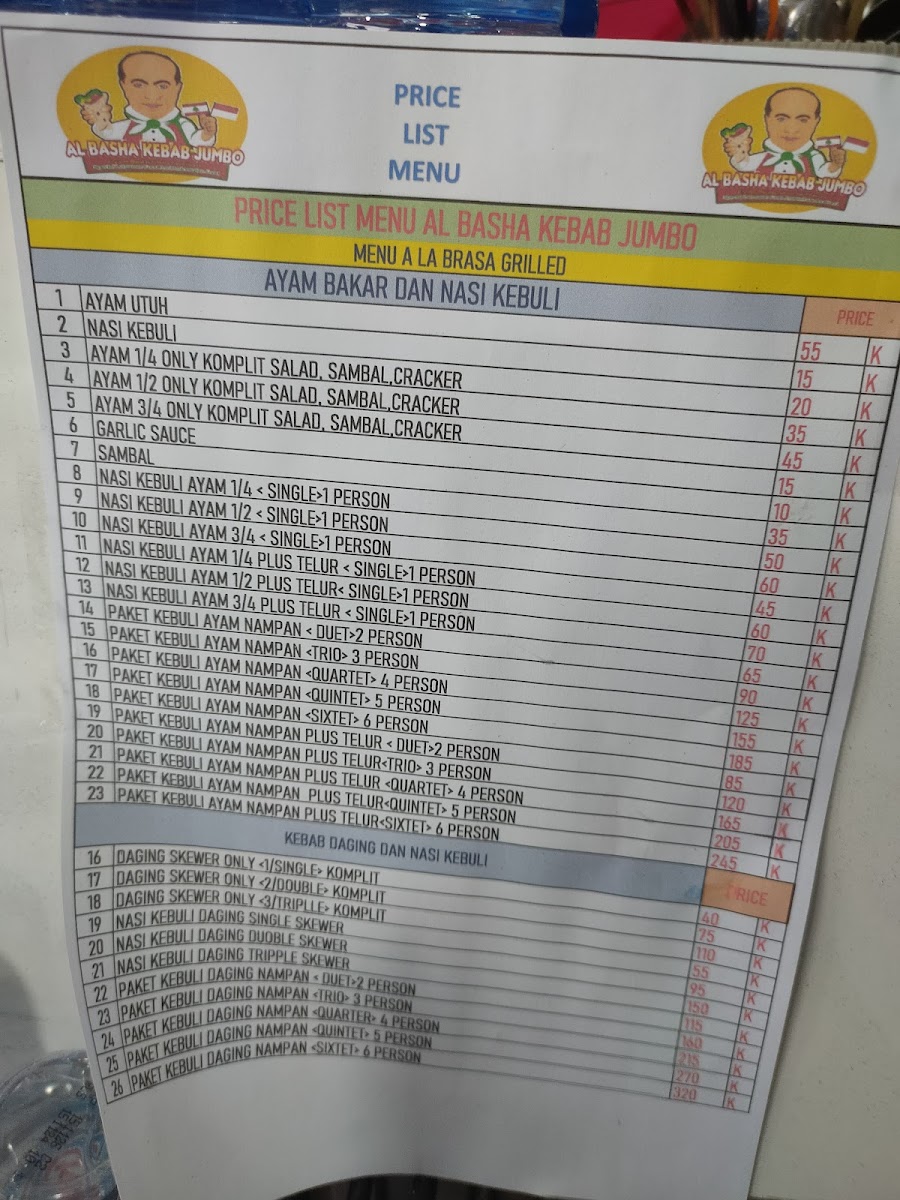 AL BASHA KEBAB JUMBO
PRICE
LIST
MENU
AL BASHA KEBAB JUMBO
PRICE LIST MENU AL BASHA KEBAB JUMBO
MENU A LA BRASA GRILLED
AYAM BAKAR DAN NASI KEBULI PRICE
1 AYAM UTUH 55 K
2 NASI KEBULI 15 K
3 AYAM 1/4 ONLY KOMPLIT SALAD, SAMBAL,CRACKER 20 K
4 AYAM 1/2 ONLY KOMPLIT SALAD, SAMBAL,CRACKER 35 K
5 AYAM 3/4 ONLY KOMPLIT SALAD, SAMBAL,CRACKER 45 K
6 GARLIC SAUCE 15 K
7 SAMBAL 10 K
8 NASI KEBULI AYAM 1/4 < SINGLE>1 PERSON 35 K
9 NASI KEBULI AYAM 1/2 < SINGLE>1 PERSON 50 K
10 NASI KEBULI AYAM 3/4 < SINGLE>1 PERSON 60 K
11 NASI KEBULI AYAM 1/4 PLUS TELUR < SINGLE>1 PERSON 45 K
12 NASI KEBULI AYAM 1/2 PLUS TELUR< SINGLE>1 PERSON 60 K
13 NASI KEBULI AYAM 3/4 PLUS TELUR < SINGLE>1 PERSON 70 K
14 PAKET KEBULI AYAM NAMPAN < DUET>2 PERSON 65 K
15 PAKET KEBULI AYAM NAMPAN <TRIO> 3 PERSON 90 K
16 PAKET KEBULI AYAM NAMPAN <QUARTET> 4 PERSON 125 K
17 PAKET KEBULI AYAM NAMPAN <QUINTET> 5 PERSON 155 K
18 PAKET KEBULI AYAM NAMPAN <SIXTET> 6 PERSON 185 K
19 PAKET KEBULI AYAM NAMPAN PLUS TELUR < DUET>2 PERSON 85 K
20 PAKET KEBULI AYAM NAMPAN PLUS TELUR<TRIO> 3 PERSON 120 K
21 PAKET KEBULI AYAM NAMPAN PLUS TELUR <QUARTET> 4 PERSON 165 K
22 PAKET KEBULI AYAM NAMPAN PLUS TELUR<QUINTET> 5 PERSON 205 K
23 PAKET KEBULI AYAM NAMPAN PLUS TELUR<SIXTET> 6 PERSON 245 K
KEBAB DAGING DAN NASI KEBULI PRICE
16 DAGING SKEWER ONLY <1/SINGLE> KOMPLIT 40 K
17 DAGING SKEWER ONLY <2/DOUBLE> KOMPLIT 75 K
18 DAGING SKEWER ONLY <3/TRIPLLE> KOMPLIT 110 K
19 NASI KEBULI DAGING SINGLE SKEWER 55 K
20 NASI KEBULI DAGING DUOBLE SKEWER 95 K
21 NASI KEBULI DAGING TRIPPLE SKEWER 150 K
22 PAKET KEBULI DAGING NAMPAN < DUET>2 PERSON 115 K
23 PAKET KEBULI DAGING NAMPAN <TRIO> 3 PERSON 160 K
24 PAKET KEBULI DAGING NAMPAN <QUARTER> 4 PERSON 215 K
25 PAKET KEBULI DAGING NAMPAN <QUINTET> 5 PERSON 270 K
26 PAKET KEBULI DAGING NAMPAN <SIXTET> 6 PERSON 320 K